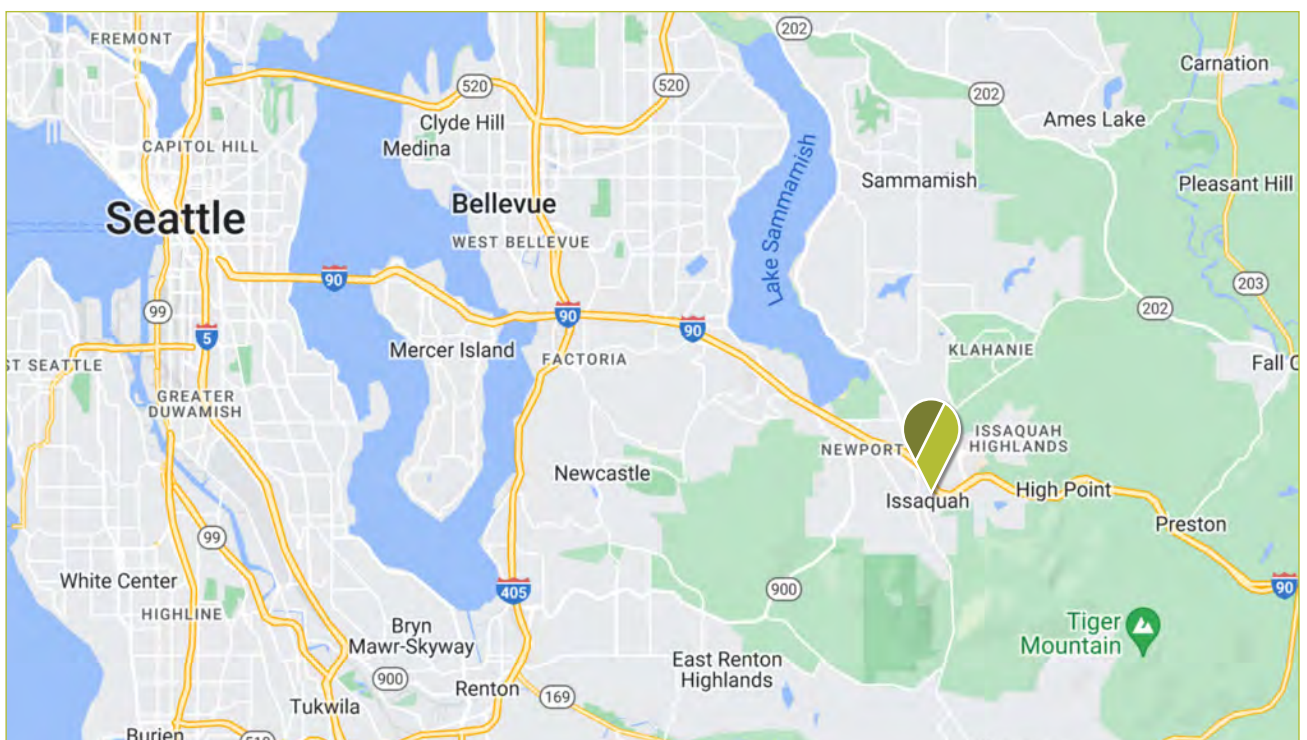 FREMONT
202
Carnation
520
520
202
Clyde Hill
Ames Lake
CAPITOL HILL
Medina
Sammamish
Pleasant Hill
Seattle
Bellevue
Lake Sammamish
WEST BELLEVUE
90
203
99
90
202
5
90
Mercer Island
FACTORIA
KLAHANIE
ST SEATTLE
Fall C
GREATER
DUWAMISH
NEWPORT
ISSAQUAH
HIGHLANDS
Newcastle
Issaquah
High Point
Preston
99
White Center
405
900
90
HIGHLINE
Bryn
Mawr-Skyway
Tiger
Mountain
900
Renton
169
East Renton
Highlands
Tukwila
Burien